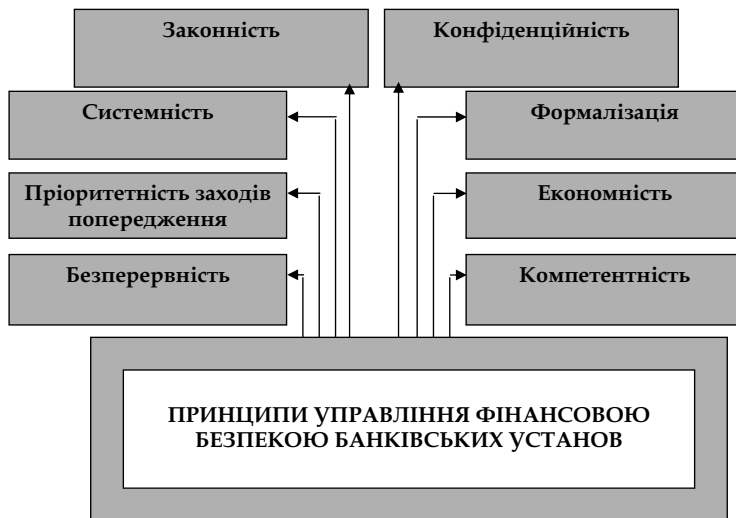 Законність
Конфіденційність
Системність
Формалізація
Пріоритетність заходів
попередження
Економність
Безперервність
Компетентність
ПРИНЦИПИ УПРАВЛІННЯ ФІНАНСОВОЮ
БЕЗПЕКОЮ БАНКІВСЬКИХ УСТАНОВ